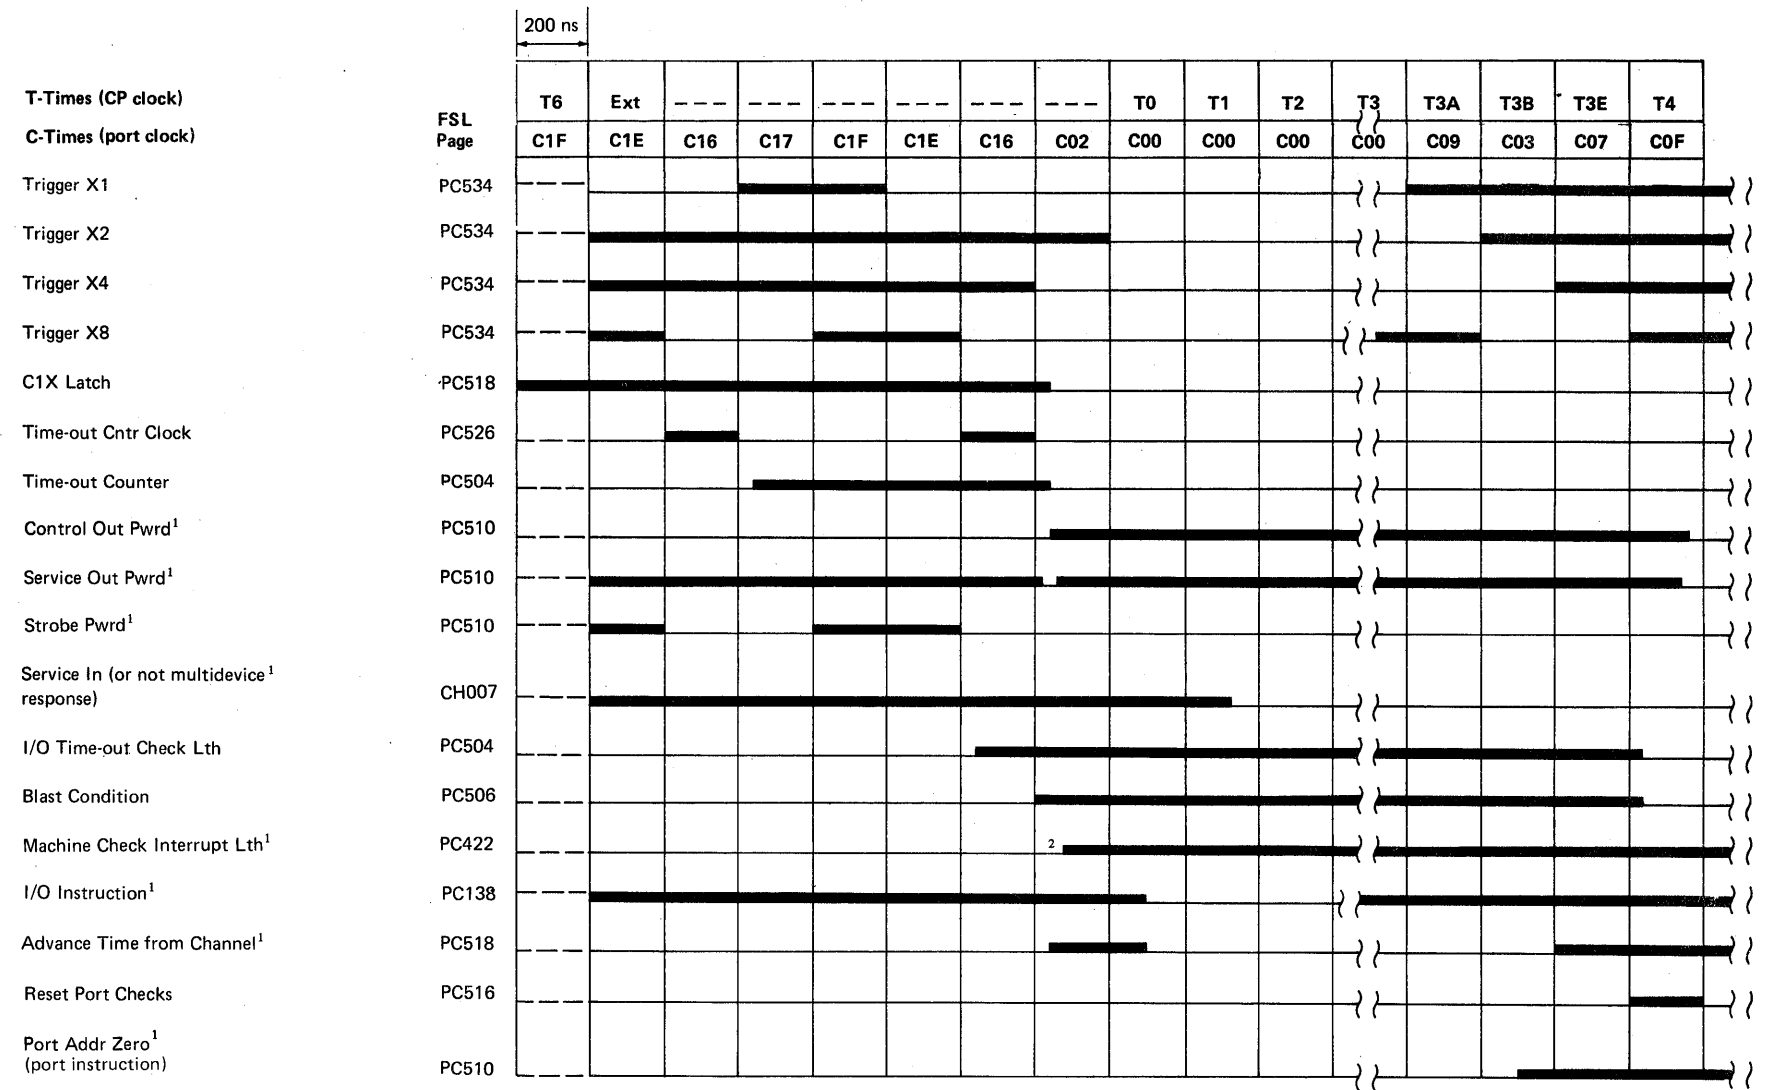 200 ns
T-Times (CP clock) T6 Ext --- --- --- --- --- --- T0 T1 T2 T3 T3A T3B T3E T4
FSL
C-Times (port clock) Page C1F C1E C16 C17 C1F C1E C16 C02 C00 C00 C00 C00 C09 C03 C07 C0F
Trigger X1 PC534
Trigger X2 PC534
Trigger X4 PC534
Trigger X8 PC534
C1X Latch PC518
Time-out Cntr Clock PC526
Time-out Counter PC504
Control Out Pwrd¹ PC510
Service Out Pwrd¹ PC510
Strobe Pwrd¹ PC510
Service In (or not multidevice¹
response) CH007
I/O Time-out Check Lth PC504
Blast Condition PC506
Machine Check Interrupt Lth¹ PC422 2
I/O Instruction¹ PC138
Advance Time from Channel¹ PC518
Reset Port Checks PC516
Port Addr Zero¹
(port instruction) PC510